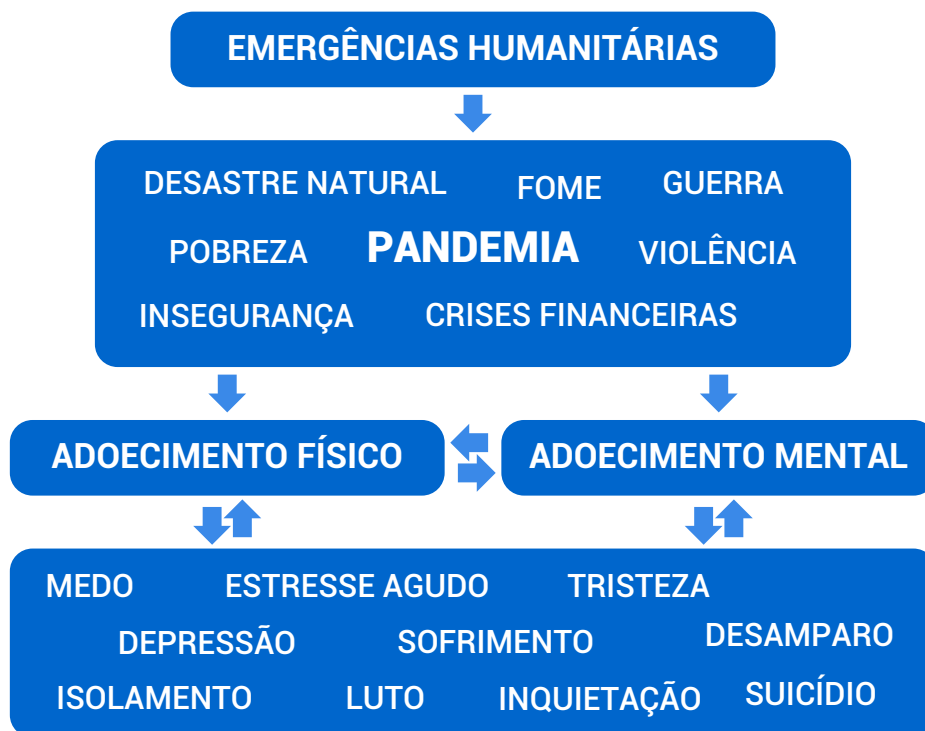 EMERGÊNCIAS HUMANITÁRIAS
DESASTRE NATURAL FOME GUERRA
POBREZA PANDEMIA VIOLÊNCIA
INSEGURANÇA CRISES FINANCEIRAS
ADOECIMENTO FÍSICO ADOECIMENTO MENTAL
MEDO ESTRESSE AGUDO TRISTEZA
DEPRESSÃO SOFRIMENTO DESAMPARO
ISOLAMENTO LUTO INQUIETAÇÃO SUICÍDIO